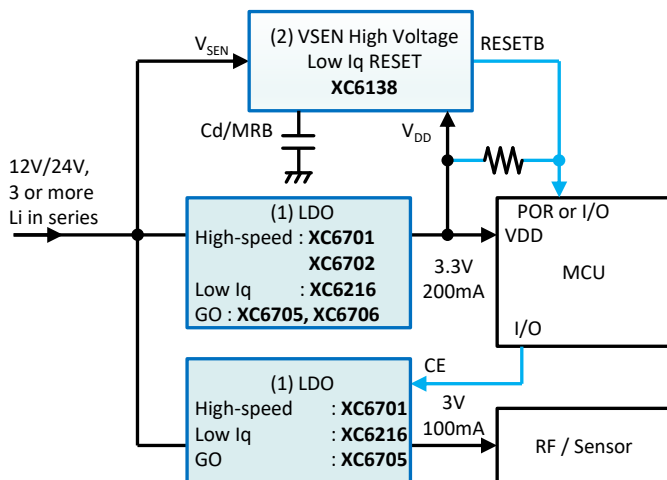 (2) VSEN High Voltage
Low Iq RESET
XC6138
VSEN
RESETB
Cd/MRB
VDD
12V/24V,
3 or more
Li in series
(1) LDO
High-speed : XC6701
XC6702
Low Iq : XC6216
GO : XC6705, XC6706
3.3V
200mA
POR or I/O
VDD
MCU
I/O
CE
(1) LDO
High-speed : XC6701
Low Iq : XC6216
GO : XC6705
3V
100mA
RF / Sensor